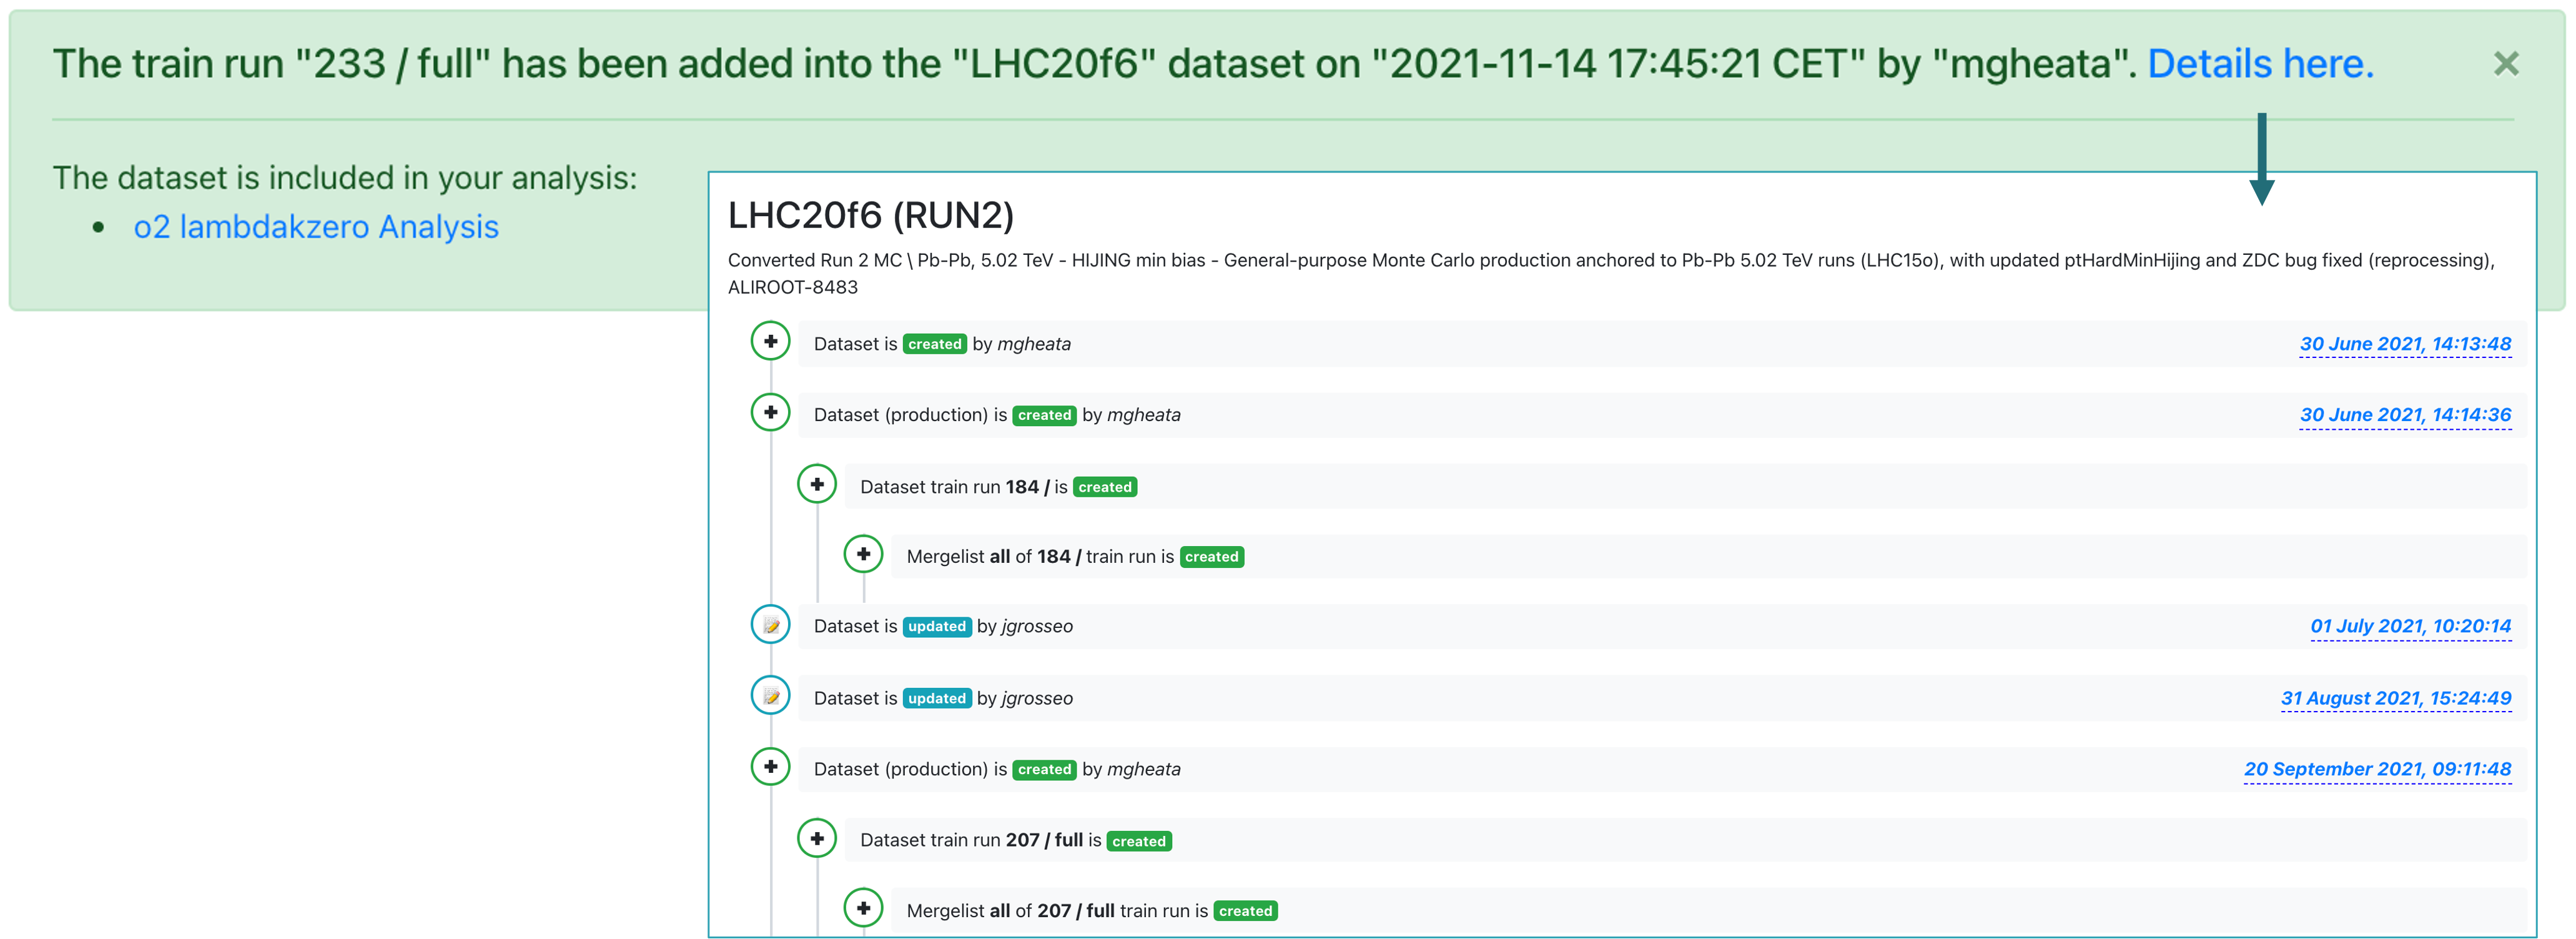 The train run "233 / full" has been added into the "LHC20f6" dataset on "2021-11-14 17:45:21 CET" by "mgheata". Details here. ×
The dataset is included in your analysis:
• o2 lambdakzero Analysis
LHC20f6 (RUN2)
Converted Run 2 MC \ Pb-Pb, 5.02 TeV - HIJING min bias - General-purpose Monte Carlo production anchored to Pb-Pb 5.02 TeV runs (LHC15o), with updated ptHardMinHijing and ZDC bug fixed (reprocessing),
ALIROOT-8483
Dataset is created by mgheata 30 June 2021, 14:13:48
Dataset (production) is created by mgheata 30 June 2021, 14:14:36
Dataset train run 184 / is created
Mergelist all of 184 / train run is created
Dataset is updated by jgrosseo 01 July 2021, 10:20:14
Dataset is updated by jgrosseo 31 August 2021, 15:24:49
Dataset (production) is created by mgheata 20 September 2021, 09:11:48
Dataset train run 207 / full is created
Mergelist all of 207 / full train run is created